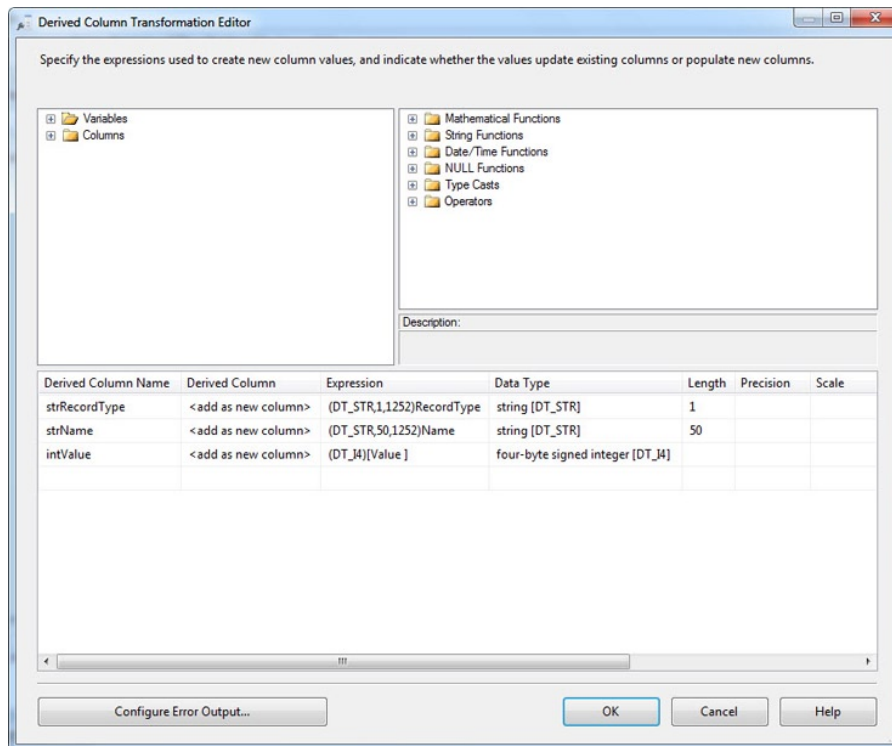 Derived Column Transformation Editor
Specify the expressions used to create new column values, and indicate whether the values update existing columns or populate new columns.
Variables
Columns
Mathematical Functions
String Functions
Date/Time Functions
NULL Functions
Type Casts
Operators
Description:
Derived Column Name Derived Column Expression Data Type Length Precision Scale
strRecordType <add as new column> (DT_STR,1,1252)RecordType string [DT_STR] 1
strName <add as new column> (DT_STR,50,1252)Name string [DT_STR] 50
intValue <add as new column> (DT_I4)[Value ] four-byte signed integer [DT_I4]
Configure Error Output... OK Cancel Help